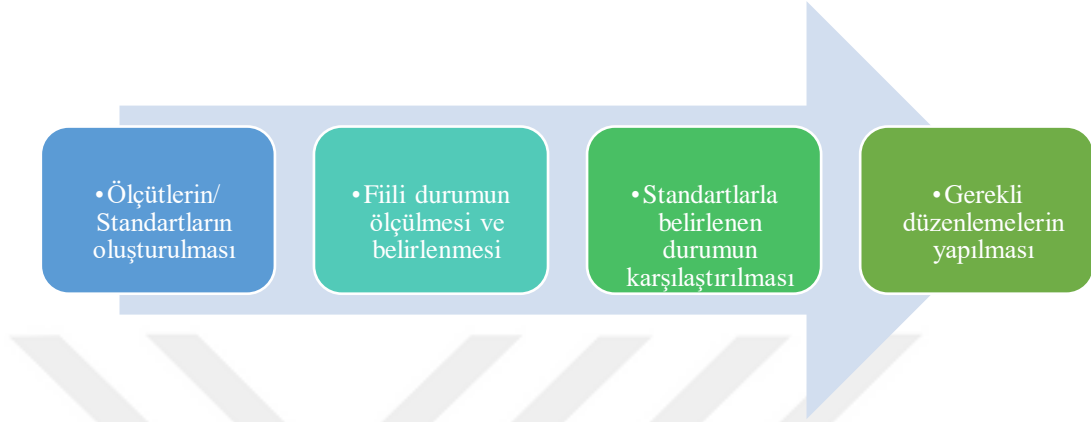 •Ölçütlerin/
Standartların
oluşturulması
•Fiili durumun
ölçülmesi ve
belirlenmesi
•Standartlarla
belirlenen
durumun
karşılaştırılması
•Gerekli
düzenlemelerin
yapılması